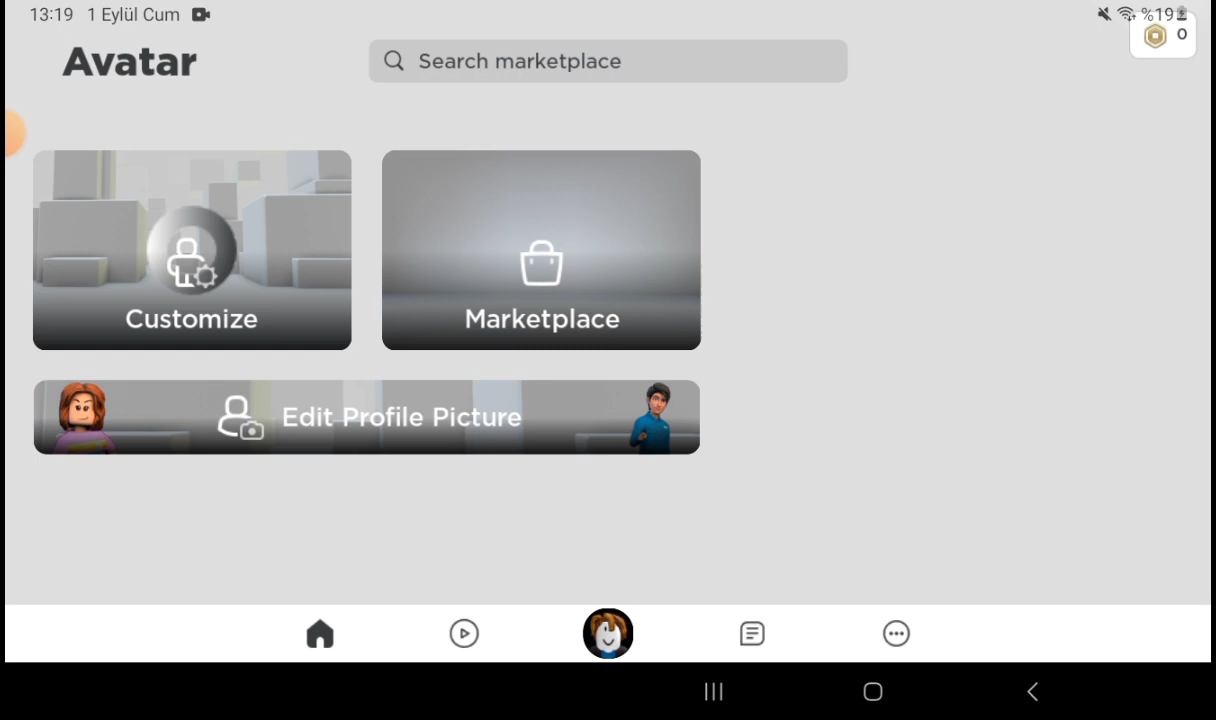 13:19 1 Eylül Cum %19
0
Avatar
Search marketplace
Customize
Marketplace
Edit Profile Picture